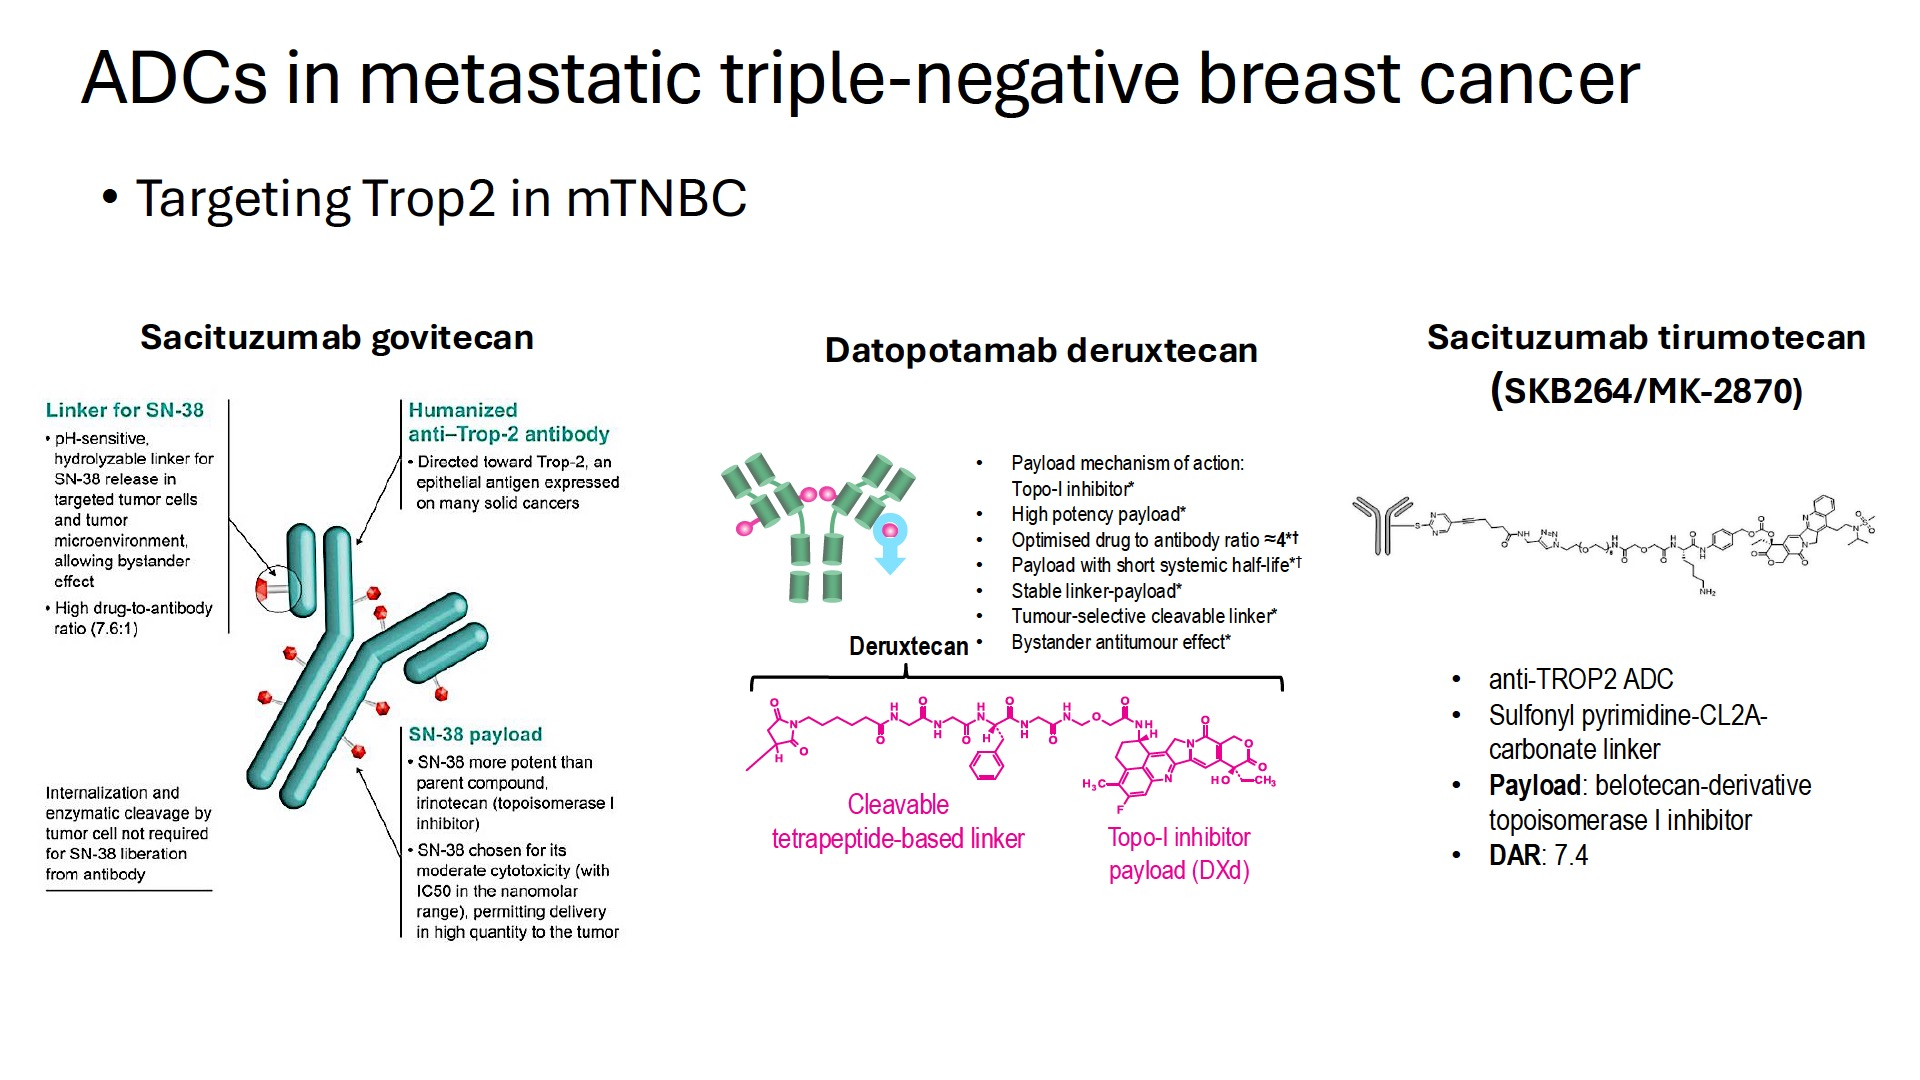 ADCs in metastatic triple-negative breast cancer
• Targeting Trop2 in mTNBC
Sacituzumab govitecan
Linker for SN-38
• pH-sensitive,
hydrolyzable linker for
SN-38 release in
targeted tumor cells
and tumor
microenvironment,
allowing bystander
effect
• High drug-to-antibody
ratio (7.6:1)
Internalization and
enzymatic cleavage by
tumor cell not required
for SN-38 liberation
from antibody
Humanized
anti–Trop-2 antibody
• Directed toward Trop-2, an
epithelial antigen expressed
on many solid cancers
SN-38 payload
• SN-38 more potent than
parent compound,
irinotecan (topoisomerase I
inhibitor)
• SN-38 chosen for its
moderate cytotoxicity (with
IC50 in the nanomolar
range), permitting delivery
in high quantity to the tumor
Datopotamab deruxtecan
• Payload mechanism of action:
Topo-I inhibitor*
• High potency payload*
• Optimised drug to antibody ratio ≈4*†
• Payload with short systemic half-life*†
• Stable linker-payload*
• Tumour-selective cleavable linker*
• Bystander antitumour effect*
Deruxtecan
Cleavable
tetrapeptide-based linker
Topo-I inhibitor
payload (DXd)
Sacituzumab tirumotecan
(SKB264/MK-2870)
• anti-TROP2 ADC
• Sulfonyl pyrimidine-CL2A-
carbonate linker
• Payload: belotecan-derivative
topoisomerase I inhibitor
• DAR: 7.4